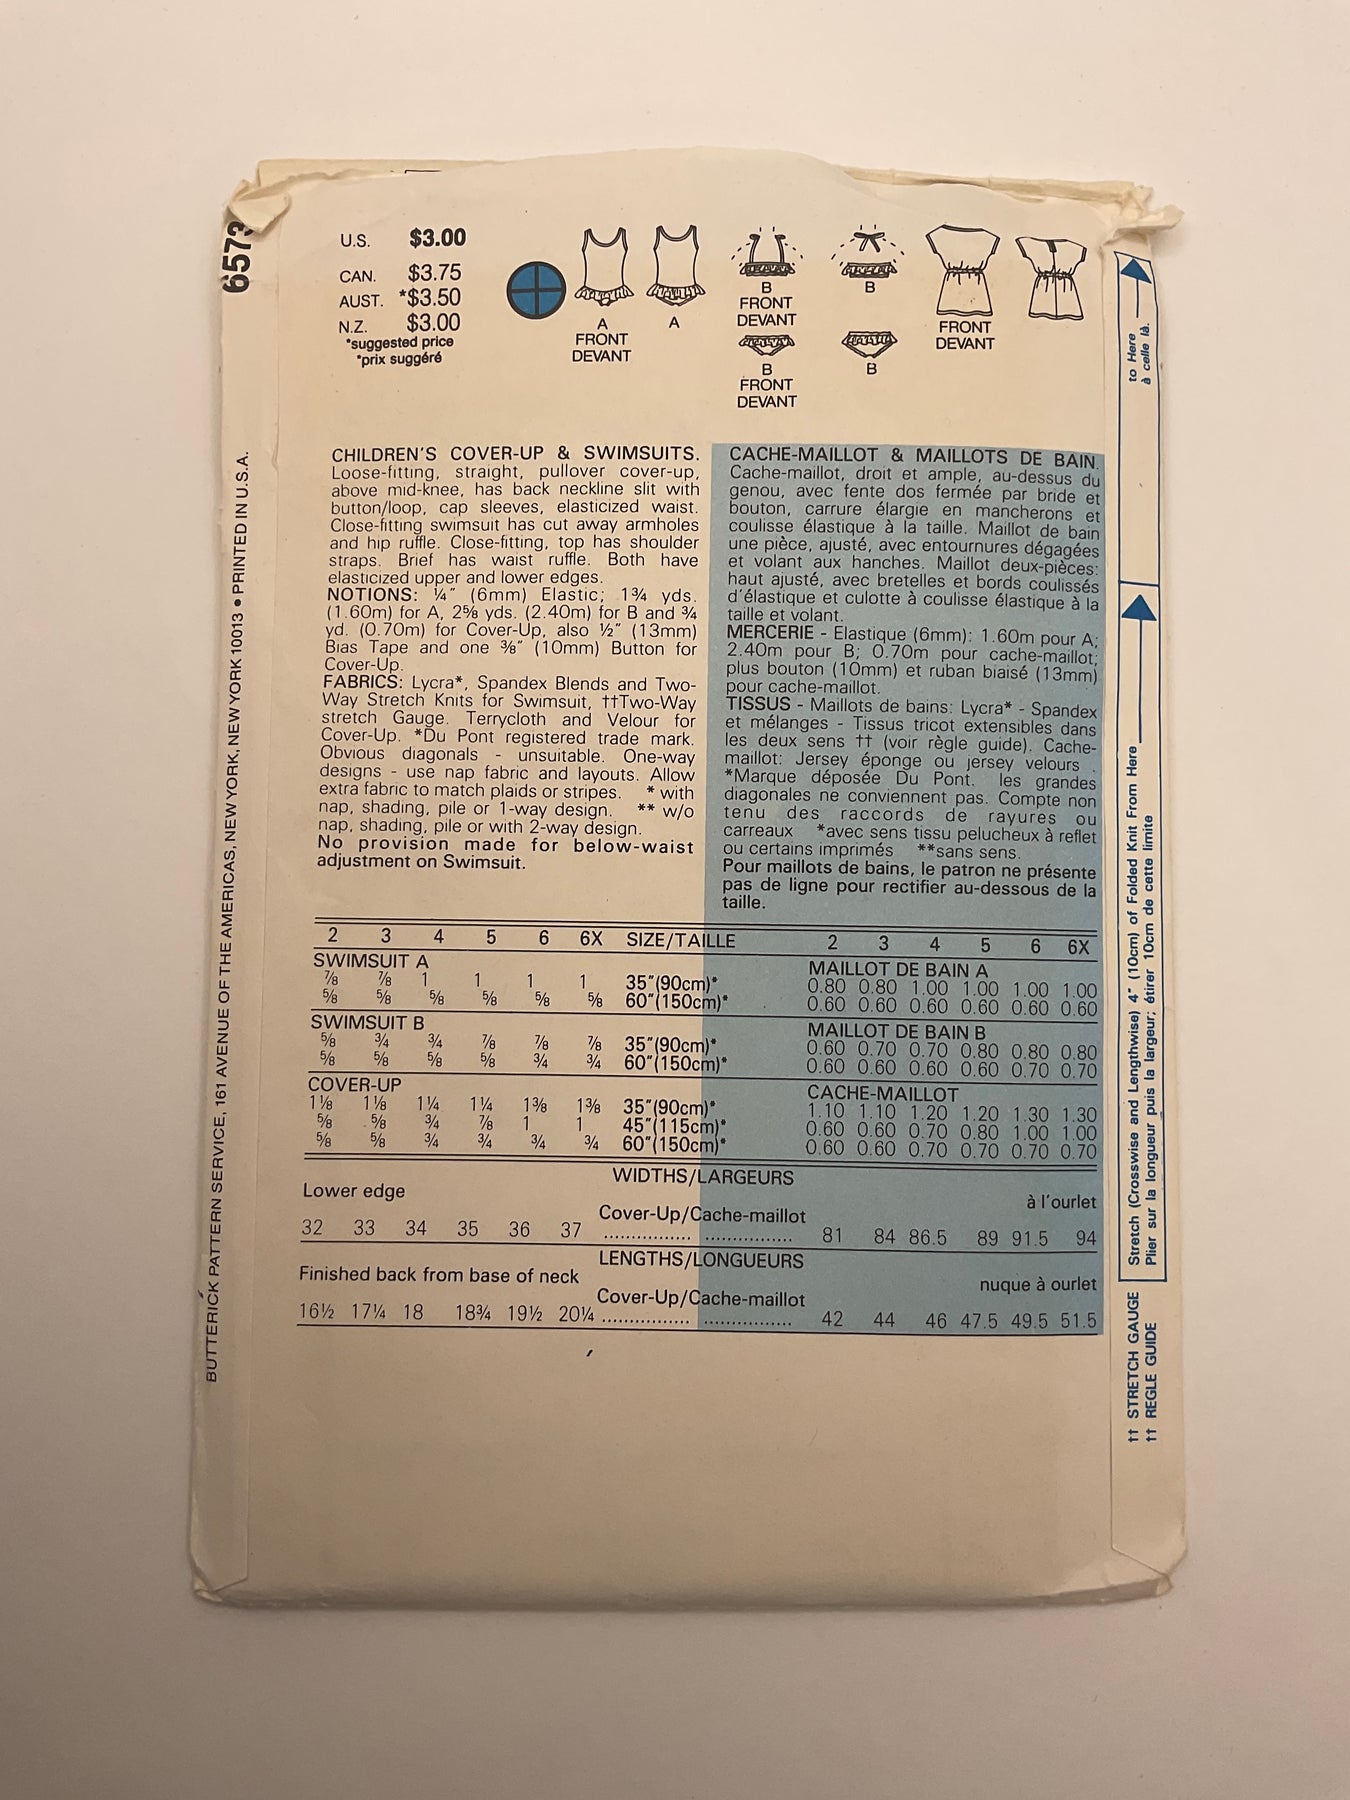 6573
BUTTERICK PATTERN SERVICE, 161 AVENUE OF THE AMERICAS, NEW YORK, NEW YORK 10013 • PRINTED IN U.S.A.
U.S. $3.00
CAN. $3.75
AUST. *$3.50
N.Z. $3.00
*suggested price
*prix suggéré
A
FRONT
DEVANT
A
B
FRONT
DEVANT
B
B
FRONT
DEVANT
B
FRONT
DEVANT
CHILDREN'S COVER-UP & SWIMSUITS.
Loose-fitting, straight, pullover cover-up,
above mid-knee, has back neckline slit with
button/loop, cap sleeves, elasticized waist.
Close-fitting swimsuit has cut away armholes
and hip ruffle. Close-fitting, top has shoulder
straps. Brief has waist ruffle. Both have
elasticized upper and lower edges.
NOTIONS: ¼" (6mm) Elastic; 1¾ yds.
(1.60m) for A, 2⅝ yds. (2.40m) for B and ¾
yd. (0.70m) for Cover-Up, also ½" (13mm)
Bias Tape and one ⅜" (10mm) Button for
Cover-Up.
FABRICS: Lycra*, Spandex Blends and Two-
Way Stretch Knits for Swimsuit, ††Two-Way
stretch Gauge. Terrycloth and Velour for
Cover-Up. *Du Pont registered trade mark.
Obvious diagonals - unsuitable. One-way
designs - use nap fabric and layouts. Allow
extra fabric to match plaids or stripes. * with
nap, shading, pile or 1-way design. ** w/o
nap, shading, pile or with 2-way design.
No provision made for below-waist
adjustment on Swimsuit.
CACHE-MAILLOT & MAILLOTS DE BAIN.
Cache-maillot, droit et ample, au-dessus du
genou, avec fente dos fermée par bride et
bouton, carrure élargie en mancherons et
coulisse élastique à la taille. Maillot de bain
une pièce, ajusté, avec entournures dégagées
et volant aux hanches. Maillot deux-pièces:
haut ajusté, avec bretelles et bords coulissés
d'élastique et culotte à coulisse élastique à la
taille et volant.
MERCERIE - Elastique (6mm): 1.60m pour A;
2.40m pour B; 0.70m pour cache-maillot;
plus bouton (10mm) et ruban biaisé (13mm)
pour cache-maillot.
TISSUS - Maillots de bains: Lycra* - Spandex
et mélanges - Tissus tricot extensibles dans
les deux sens †† (voir règle guide). Cache-
maillot: Jersey éponge ou jersey velours .
*Marque déposée Du Pont. les grandes
diagonales ne conviennent pas. Compte non
tenu des raccords de rayures ou
carreaux *avec sens tissu pelucheux à reflet
ou certains imprimés **sans sens.
Pour maillots de bains, le patron ne présente
pas de ligne pour rectifier au-dessous de la
taille.
2 3 4 5 6 6X SIZE/TAILLE 2 3 4 5 6 6X
SWIMSUIT A MAILLOT DE BAIN A
⅞ ⅞ 1 1 1 1 35"(90cm)* 0.80 0.80 1.00 1.00 1.00 1.00
⅝ ⅝ ⅝ ⅝ ⅝ ⅝ 60"(150cm)* 0.60 0.60 0.60 0.60 0.60 0.60
SWIMSUIT B MAILLOT DE BAIN B
⅝ ¾ ¾ ⅞ ⅞ ⅞ 35"(90cm)* 0.60 0.70 0.70 0.80 0.80 0.80
⅝ ⅝ ⅝ ⅝ ¾ ¾ 60"(150cm)* 0.60 0.60 0.60 0.60 0.70 0.70
COVER-UP CACHE-MAILLOT
1⅛ 1⅛ 1¼ 1¼ 1⅜ 1⅜ 35"(90cm)* 1.10 1.10 1.20 1.20 1.30 1.30
⅝ ⅝ ¾ ⅞ 1 1 45"(115cm)* 0.60 0.60 0.70 0.80 1.00 1.00
⅝ ⅝ ¾ ¾ ¾ ¾ 60"(150cm)* 0.60 0.60 0.70 0.70 0.70 0.70
WIDTHS/LARGEURS
Lower edge à l'ourlet
Cover-Up/Cache-maillot
32 33 34 35 36 37 ................ ................ 81 84 86.5 89 91.5 94
LENGTHS/LONGUEURS
Finished back from base of neck nuque à ourlet
Cover-Up/Cache-maillot
16½ 17¼ 18 18¾ 19½ 20¼ ................ ................ 42 44 46 47.5 49.5 51.5
†† STRETCH GAUGE Stretch (Crosswise and Lengthwise) 4" (10cm) of Folded Knit From Here to Here
†† REGLE GUIDE Plier sur la longueur puis la largeur; étirer 10cm de cette limite à celle là.